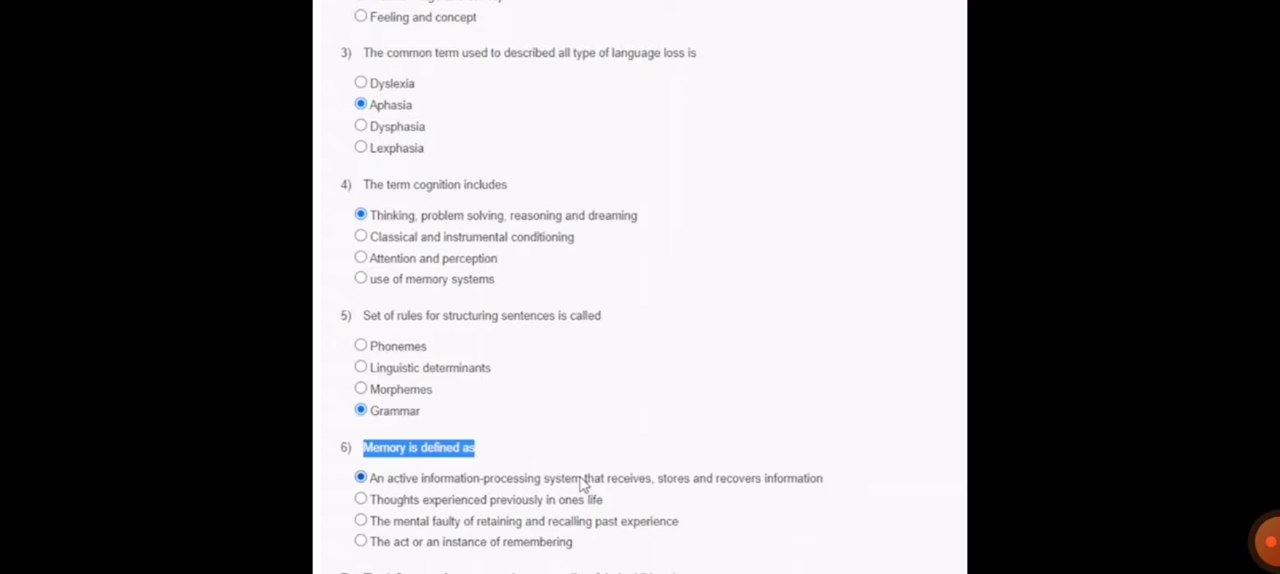 Feeling and concept
3) The common term used to described all type of language loss is
Dyslexia
Aphasia
Dysphasia
Lexphasia
4) The term cognition includes
Thinking, problem solving, reasoning and dreaming
Classical and instrumental conditioning
Attention and perception
use of memory systems
5) Set of rules for structuring sentences is called
Phonemes
Linguistic determinants
Morphemes
Grammar
6) Memory is defined as
An active information-processing system that receives, stores and recovers information
Thoughts experienced previously in ones life
The mental faulty of retaining and recalling past experience
The act or an instance of remembering